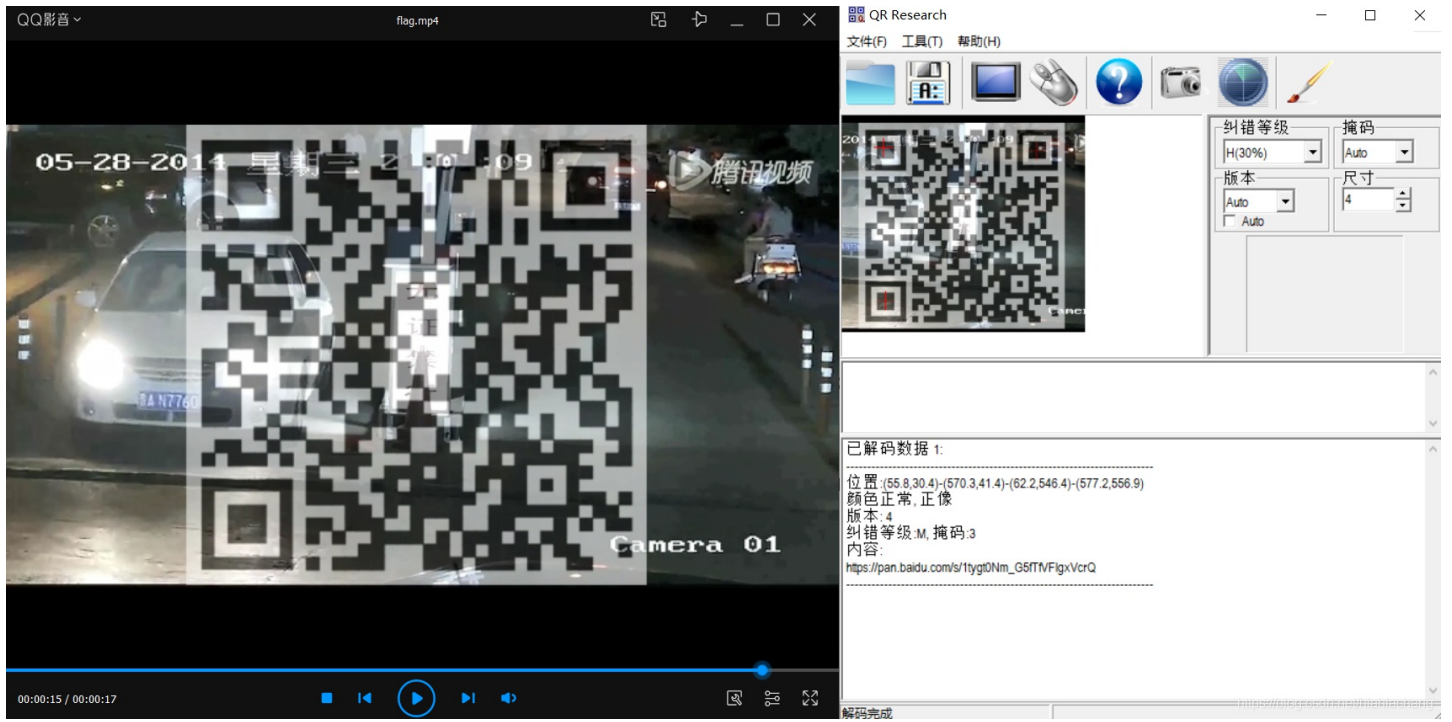 QQ影音
flag.mp4
05-28-2014 星期三 2 :09
腾讯视频
证
A N7760
Camera 01
00:00:15 / 00:00:17
QR Research
文件(F) 工具(T) 帮助(H)
A:
?
纠错等级
H(30%)
掩码
Auto
版本
Auto
Auto
尺寸
4
已解码数据 1:
位置:(55.8,30.4)-(570.3,41.4)-(62.2,546.4)-(577.2,556.9)
颜色正常, 正像
版本: 4
纠错等级:M, 掩码:3
内容:
https://pan.baidu.com/s/1tygt0Nm_G5fTfVFIgxVcrQ
解码完成